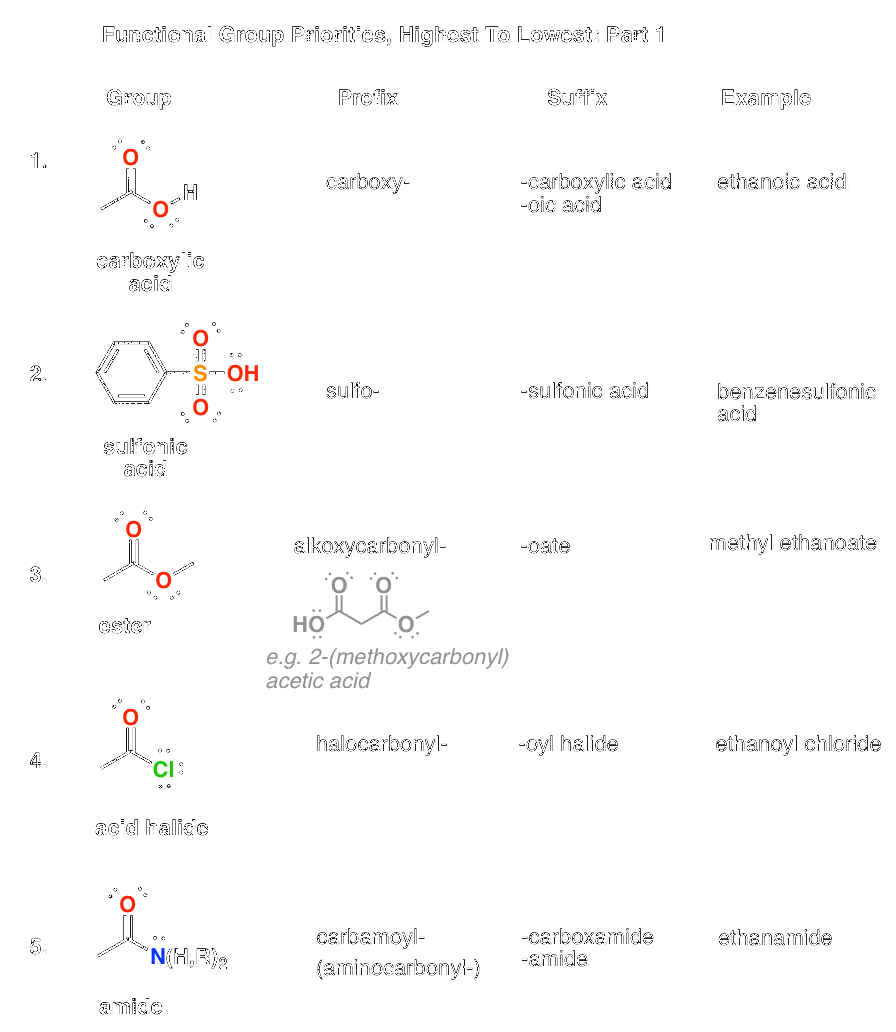 Functional Group Priorities, Highest To Lowest: Part 1
Group Prefix Suffix Example
1.
O
O H
carboxylic
acid
carboxy-
-carboxylic acid
-oic acid
ethanoic acid
2.
O
S OH
O
sulfonic
acid
sulfo-
-sulfonic acid
benzenesulfonic
acid
3.
O
O
ester
alkoxycarbonyl-
O O
HO O
e.g. 2-(methoxycarbonyl)
acetic acid
-oate
methyl ethanoate
4.
O
Cl
acid halide
halocarbonyl-
-oyl halide
ethanoyl chloride
5.
O
N(H,R)2
amide
carbamoyl-
(aminocarbonyl-)
-carboxamide
-amide
ethanamide